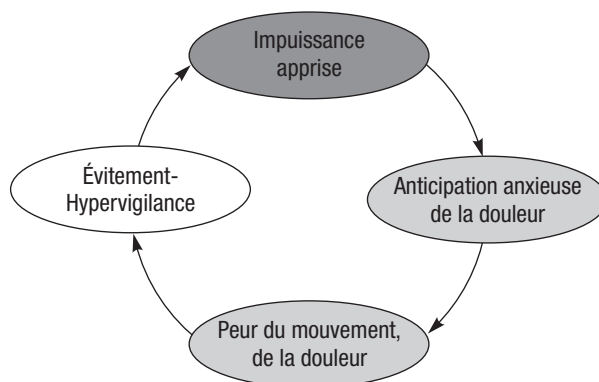 Impuissance
apprise
Évitement-
Hypervigilance
Anticipation anxieuse
de la douleur
Peur du mouvement,
de la douleur